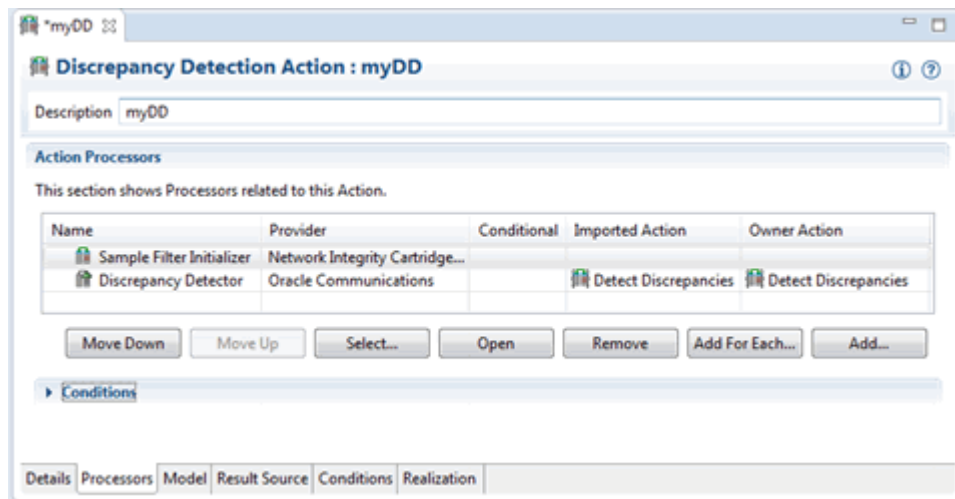 *myDD
Discrepancy Detection Action : myDD
Description myDD
Action Processors
This section shows Processors related to this Action.
Name Provider Conditional Imported Action Owner Action
Sample Filter Initializer Network Integrity Cartridge...
Discrepancy Detector Oracle Communications Detect Discrepancies Detect Discrepancies
Move Down Move Up Select... Open Remove Add For Each... Add...
Conditions
Details Processors Model Result Source Conditions Realization